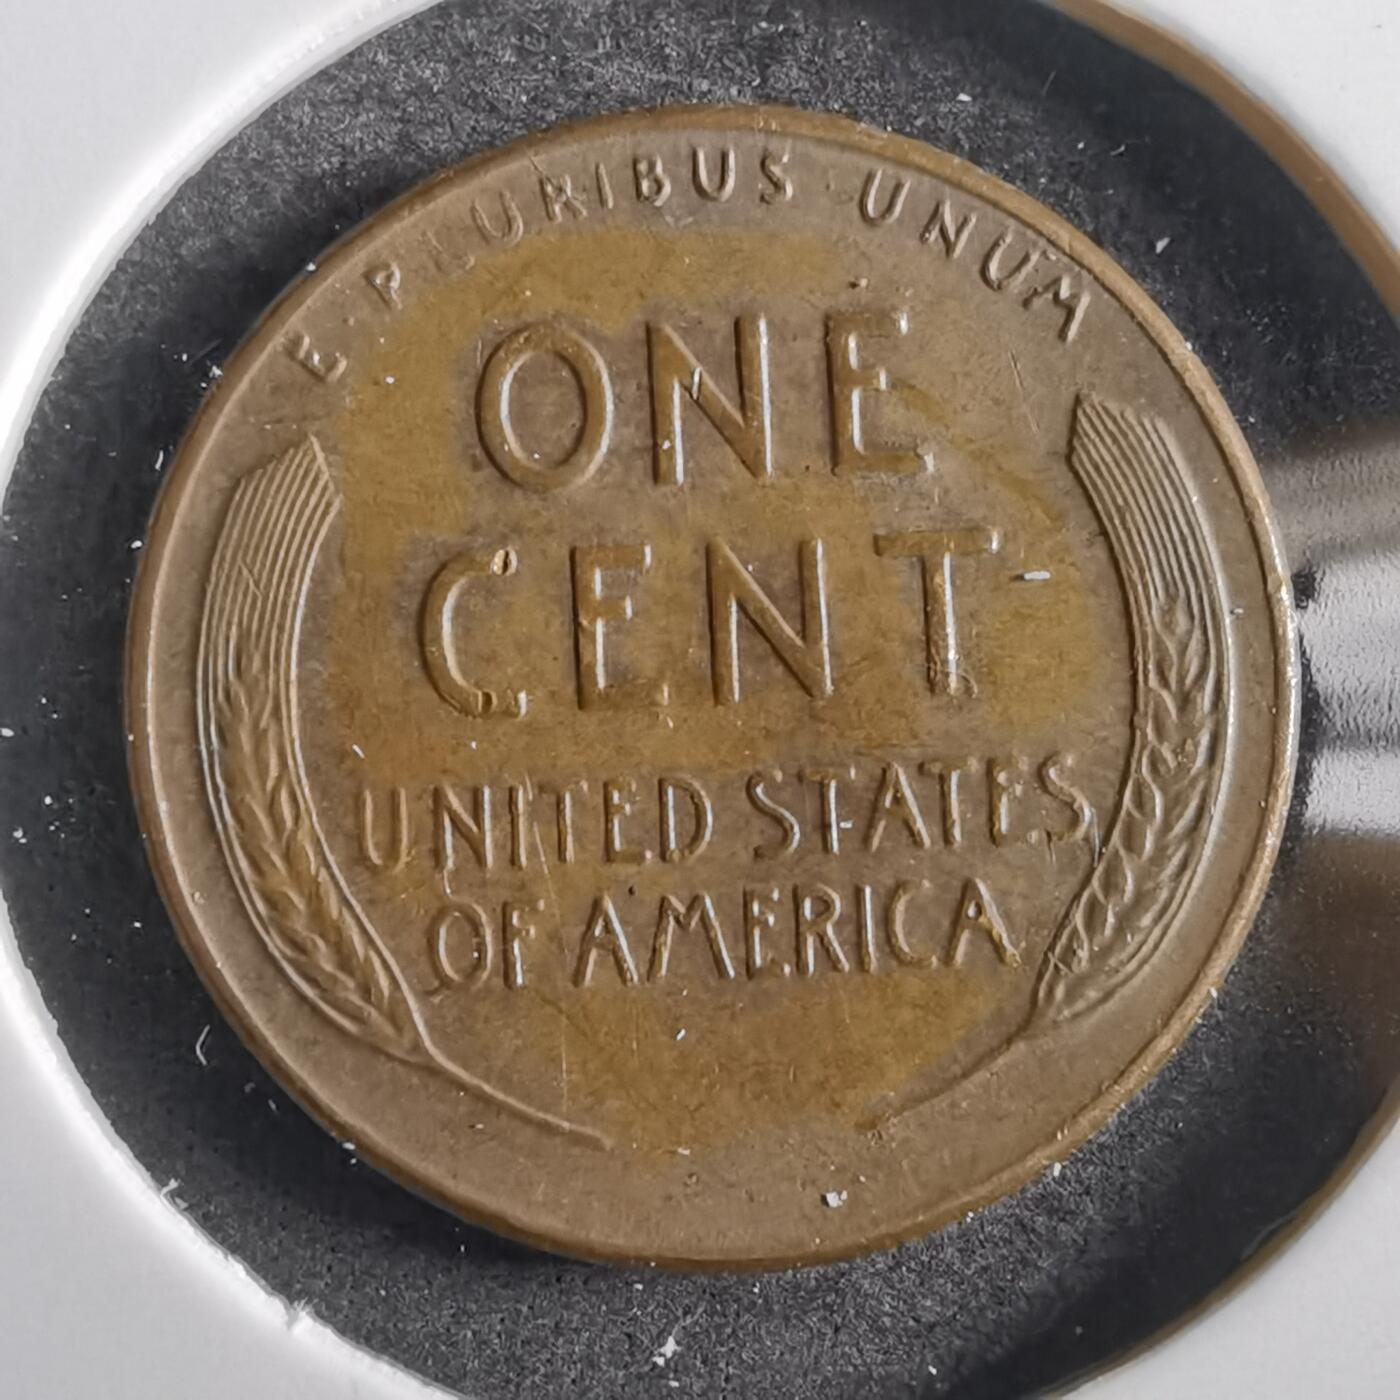 E · PLURIBUS · UNUM
ONE
CENT
UNITED STATES
OF AMERICA